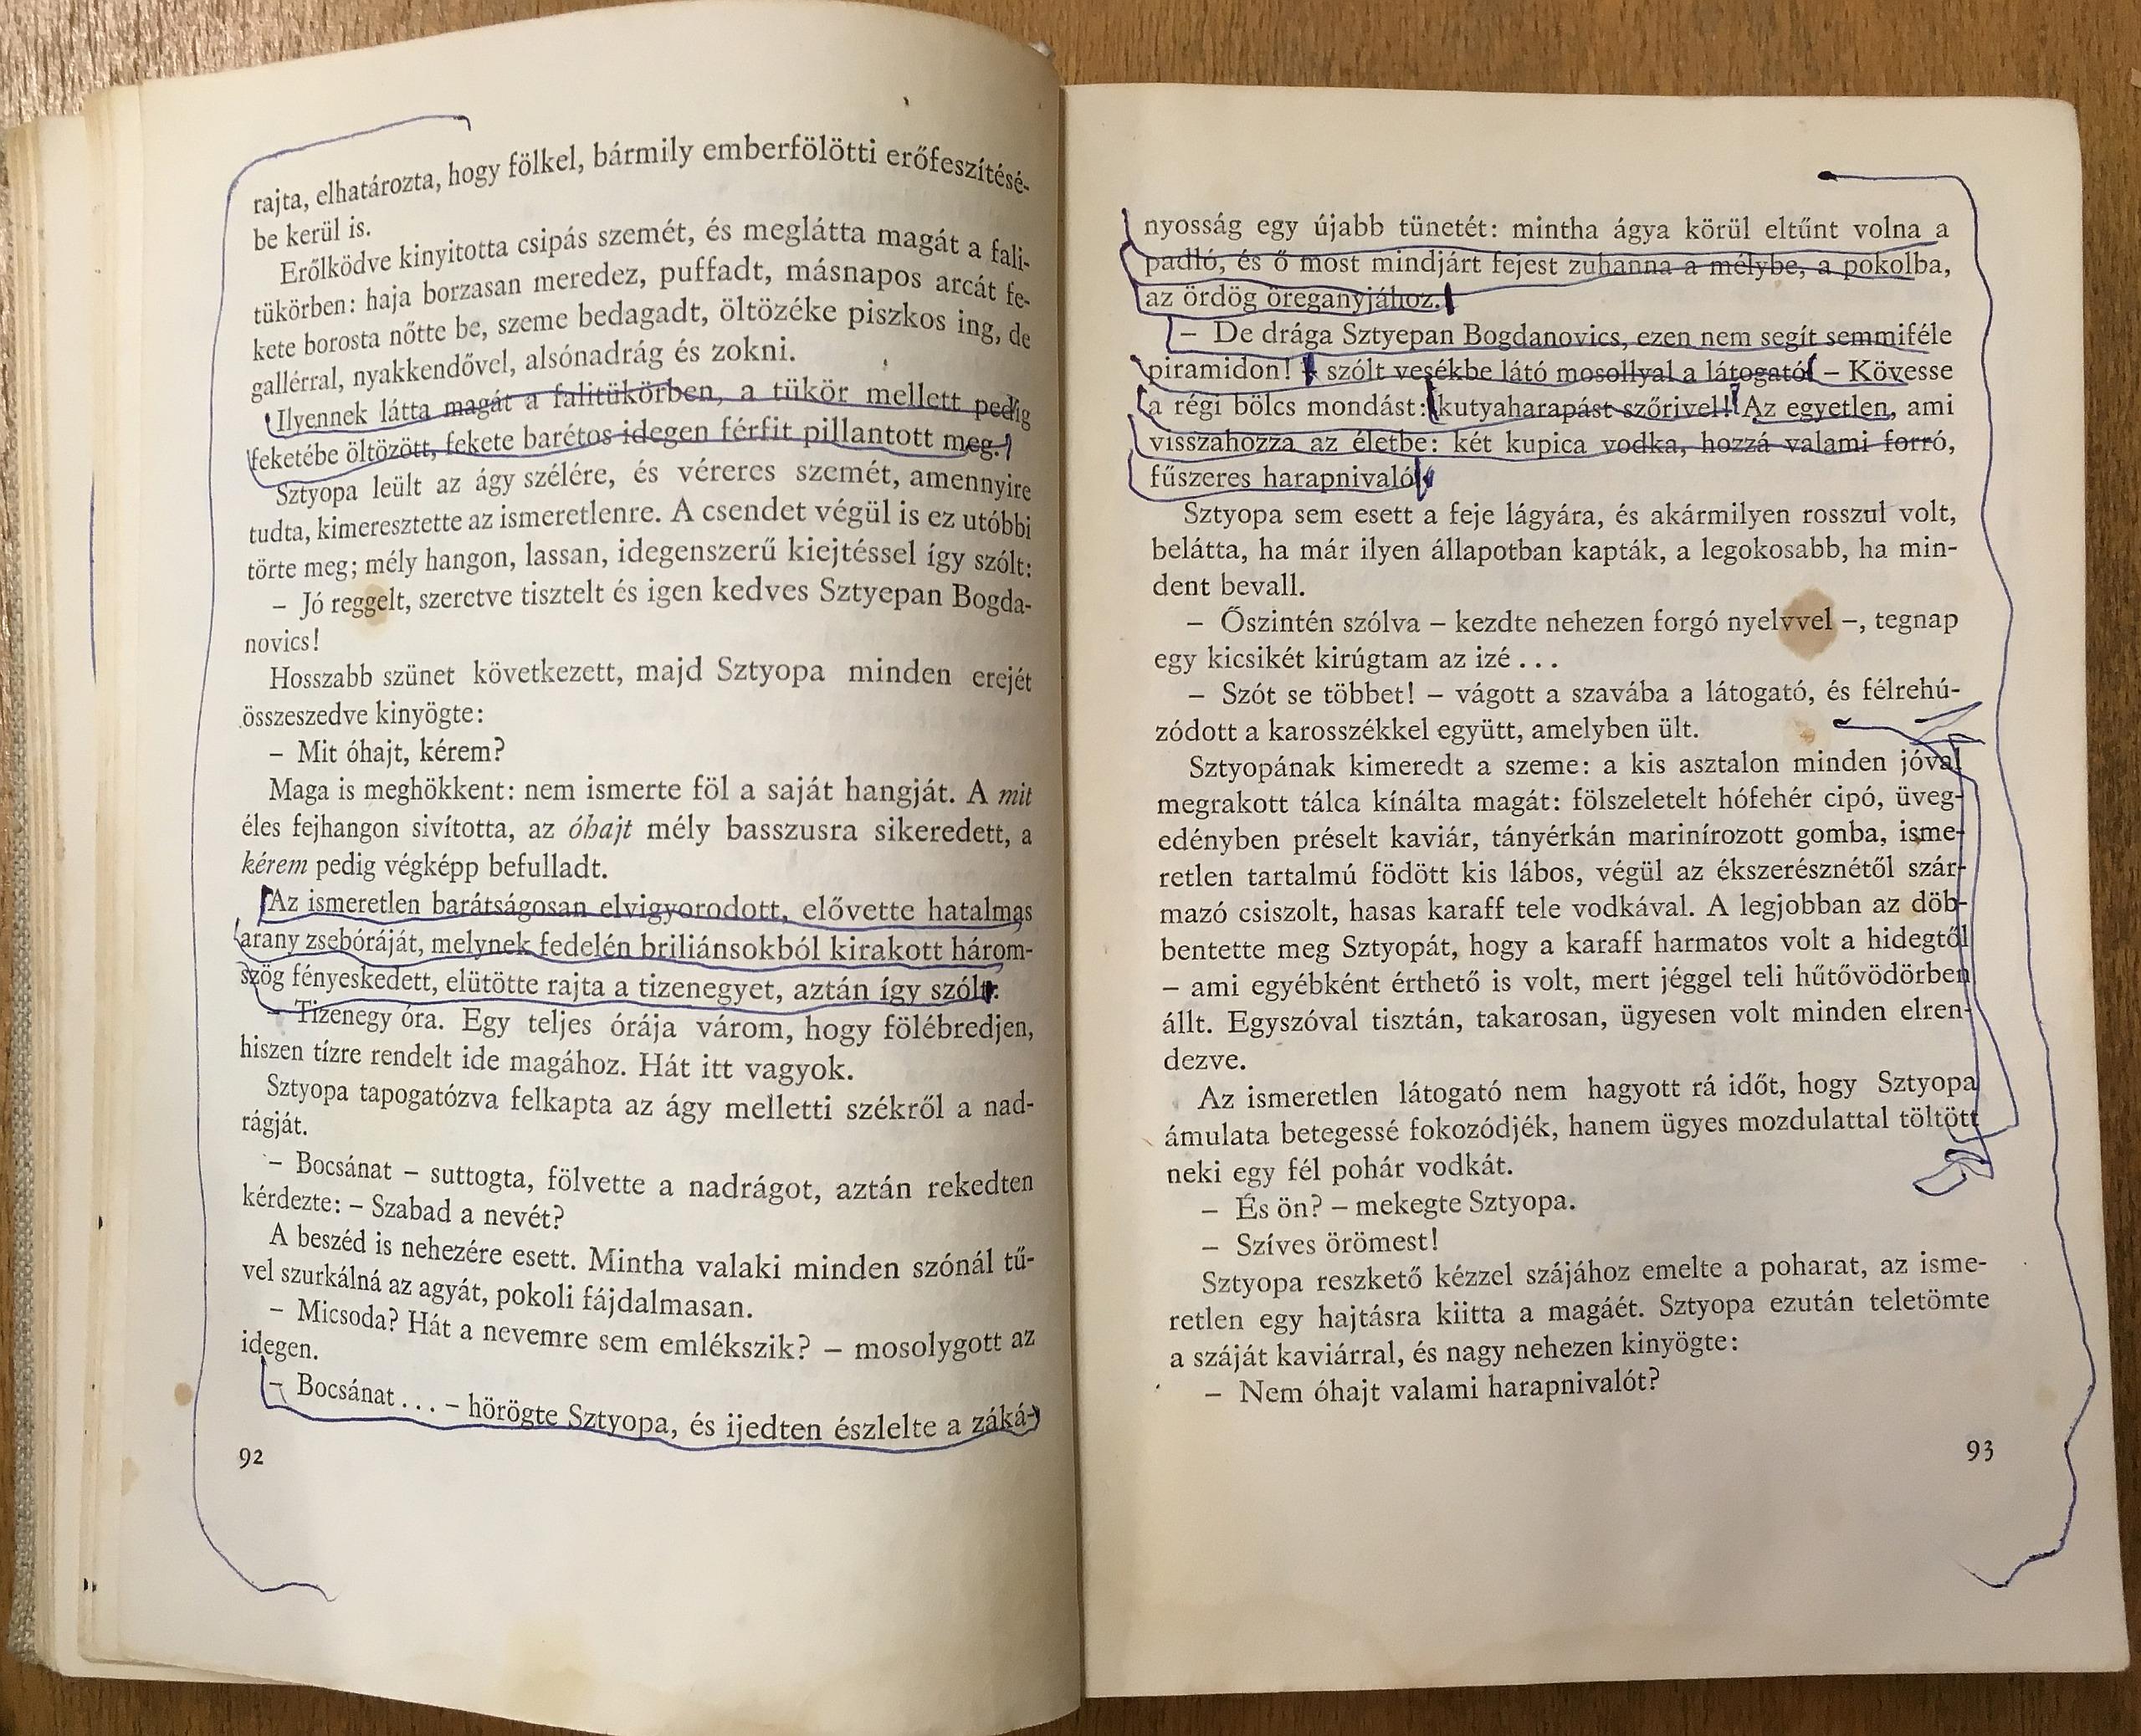 rajta, elhatározta, hogy fölkel, bármily emberfölötti erőfeszítésé-
be kerül is.
Erőlködve kinyitotta csipás szemét, és meglátta magát a fali-
tükörben: haja borzasan meredez, puffadt, másnapos arcát fe-
kete borosta nőtte be, szeme bedagadt, öltözéke piszkos ing, de
gallérral, nyakkendővel, alsónadrág és zokni.
Ilyennek látta magát a falitükörben, a tükör mellett pedig
feketébe öltözött, fekete barétos idegen férfit pillantott meg.
Sztyopa leült az ágy szélére, és véreres szemét, amennyire
tudta, kimeresztette az ismeretlenre. A csendet végül is ez utóbbi
törte meg; mély hangon, lassan, idegenszerű kiejtéssel így szólt:
– Jó reggelt, szeretve tisztelt és igen kedves Sztyepan Bogda-
novics!
Hosszabb szünet következett, majd Sztyopa minden erejét
összeszedve kinyögte:
– Mit óhajt, kérem?
Maga is meghökkent: nem ismerte föl a saját hangját. A mit
éles fejhangon sivította, az óhajt mély basszusra sikeredett, a
kérem pedig végképp befulladt.
Az ismeretlen barátságosan elvigyorodott, elővette hatalmas
arany zsebóráját, melynek fedelén briliánsokból kirakott három-
szög fényeskedett, elütötte rajta a tizenegyet, aztán így szólt:
– Tizenegy óra. Egy teljes órája várom, hogy fölébredjen,
hiszen tízre rendelt ide magához. Hát itt vagyok.
Sztyopa tapogatózva felkapta az ágy melletti székről a nad-
rágját.
– Bocsánat – suttogta, fölvette a nadrágot, aztán rekedten
kérdezte: – Szabad a nevét?
A beszéd is nehezére esett. Mintha valaki minden szónál tű-
vel szurkálná az agyát, pokoli fájdalmasan.
– Micsoda? Hát a nevemre sem emlékszik? – mosolygott az
idegen.
– Bocsánat . . . – hörögte Sztyopa, és ijedten észlelte a záká-
92
nyosság egy újabb tünetét: mintha ágya körül eltűnt volna a
padló, és ő most mindjárt fejest zuhanna a mélybe, a pokolba,
az ördög öreganyjához.
– De drága Sztyepan Bogdanovics, ezen nem segít semmiféle
piramidon! – szólt vesékbe látó mosollyal a látogató. – Kövesse
a régi bölcs mondást: kutyaharapást szőrivel! Az egyetlen, ami
visszahozza az életbe: két kupica vodka, hozzá valami forró,
fűszeres harapnivaló.
Sztyopa sem esett a feje lágyára, és akármilyen rosszul volt,
belátta, ha már ilyen állapotban kapták, a legokosabb, ha min-
dent bevall.
– Őszintén szólva – kezdte nehezen forgó nyelvvel –, tegnap
egy kicsikét kirúgtam az izé . . .
– Szót se többet! – vágott a szavába a látogató, és félrehú-
zódott a karosszékkel együtt, amelyben ült.
Sztyopának kimeredt a szeme: a kis asztalon minden jóval
megrakott tálca kínálta magát: fölszeletelt hófehér cipó, üveg-
edényben préselt kaviár, tányérkán marinírozott gomba, isme-
retlen tartalmú födött kis lábos, végül az ékszerésznétől szár-
mazó csiszolt, hasas karaff tele vodkával. A legjobban az döb-
bentette meg Sztyopát, hogy a karaff harmatos volt a hidegtől
– ami egyébként érthető is volt, mert jéggel teli hűtővödörben
állt. Egyszóval tisztán, takarosan, ügyesen volt minden elren-
dezve.
Az ismeretlen látogató nem hagyott rá időt, hogy Sztyopa
ámulata betegessé fokozódjék, hanem ügyes mozdulattal töltött
neki egy fél pohár vodkát.
– És ön? – mekegte Sztyopa.
– Szíves örömest!
Sztyopa reszkető kézzel szájához emelte a poharat, az isme-
retlen egy hajtásra kiitta a magáét. Sztyopa ezután teletömte
a száját kaviárral, és nagy nehezen kinyögte:
– Nem óhajt valami harapnivalót?
93